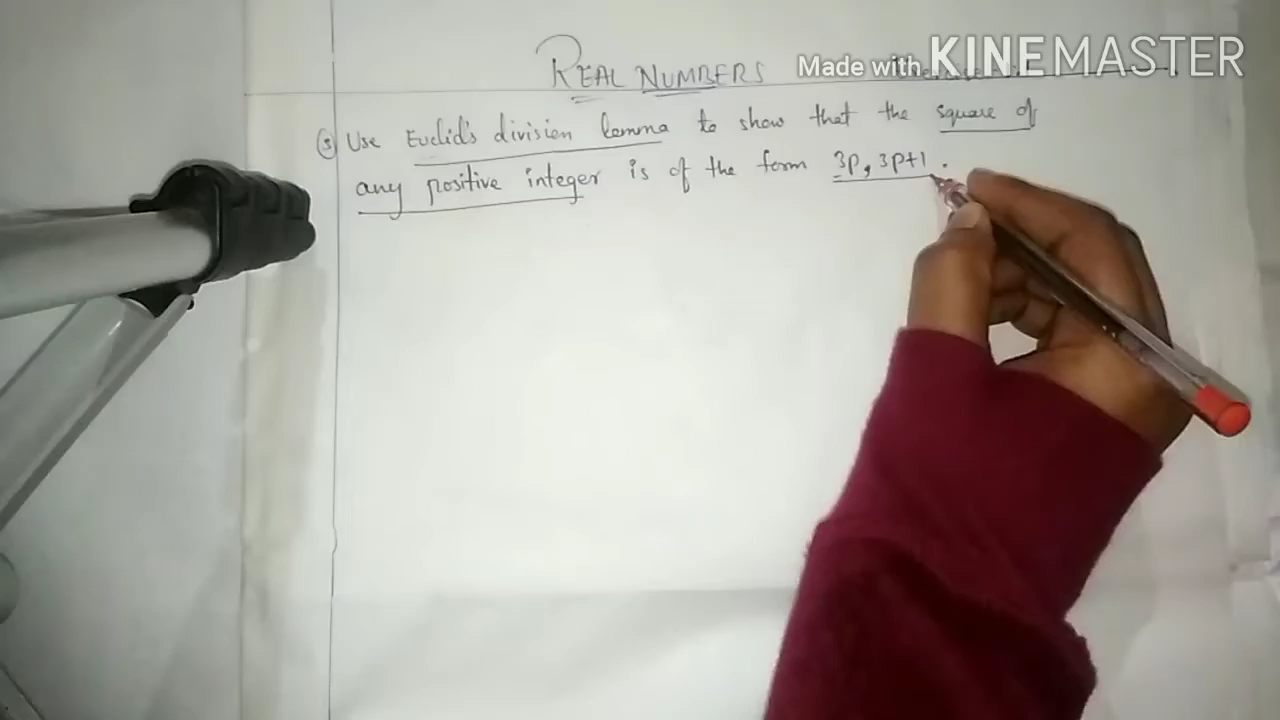 REAL NUMBERS
Made with KINEMASTER
③ Use Euclid's division lemma to show that the square of
any positive integer is of the form 3p, 3p+1.